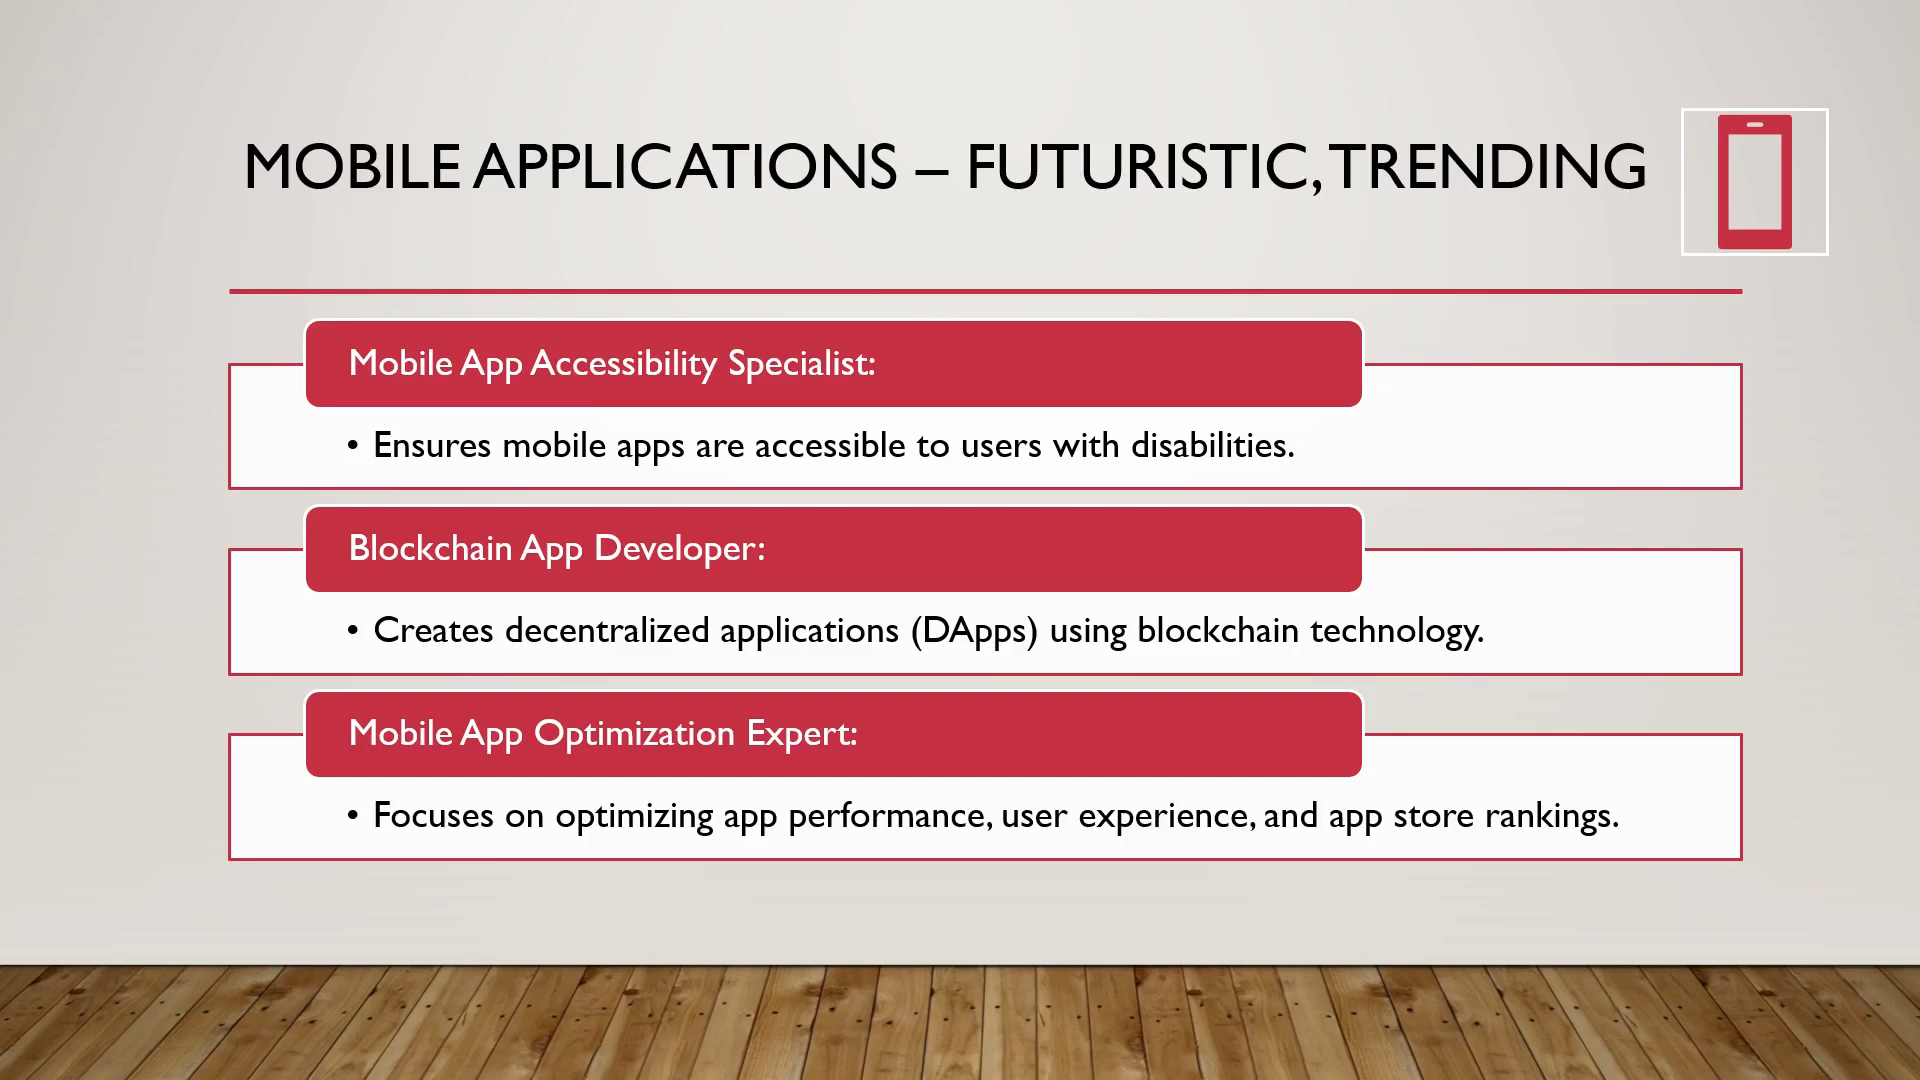 MOBILE APPLICATIONS – FUTURISTIC, TRENDING
Mobile App Accessibility Specialist:
• Ensures mobile apps are accessible to users with disabilities.
Blockchain App Developer:
• Creates decentralized applications (DApps) using blockchain technology.
Mobile App Optimization Expert:
• Focuses on optimizing app performance, user experience, and app store rankings.